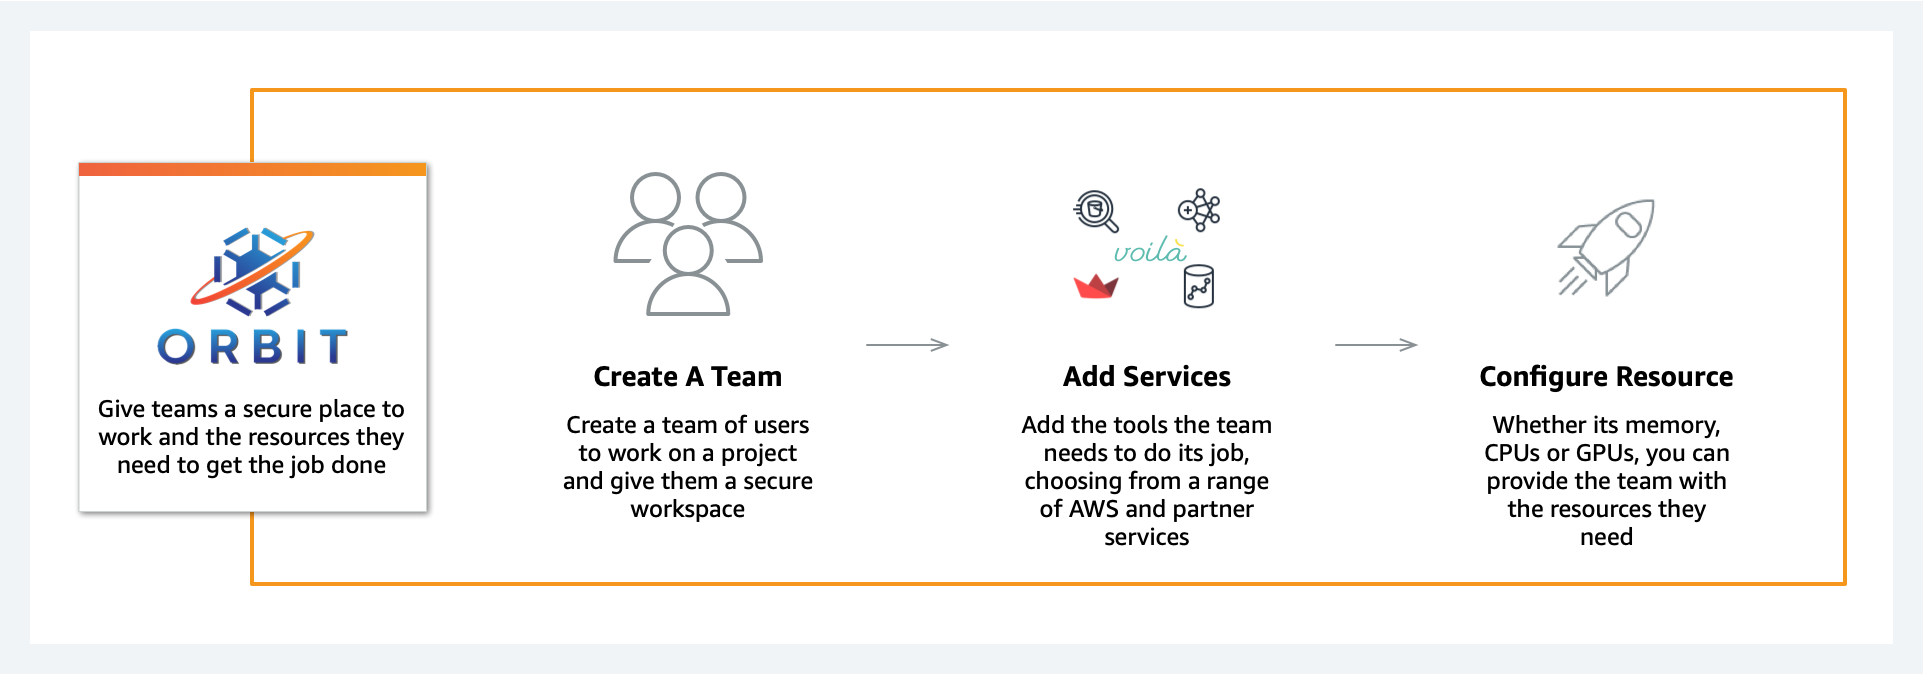 ORBIT
Give teams a secure place to
work and the resources they
need to get the job done
Create A Team
Create a team of users
to work on a project
and give them a secure
workspace
voilà
Add Services
Add the tools the team
needs to do its job,
choosing from a range
of AWS and partner
services
Configure Resource
Whether its memory,
CPUs or GPUs, you can
provide the team with
the resources they
need